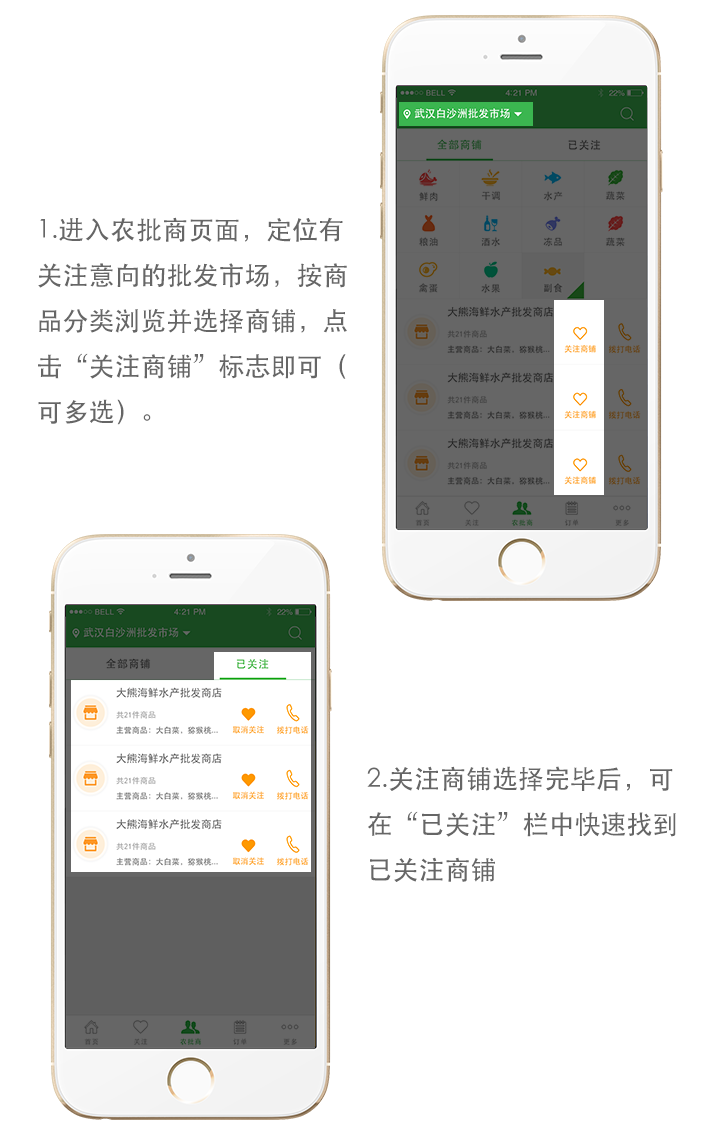 ●●●○○ BELL 4:21 PM 22%
武汉白沙洲批发市场
全部商铺 已关注
鲜肉 干调 水产 蔬菜
粮油 酒水 冻品 蔬菜
禽蛋 水果 副食
大熊海鲜水产批发商店
共21件商品
主营商品：大白菜、猕猴桃...
关注商铺 拨打电话
大熊海鲜水产批发商店
共21件商品
主营商品：大白菜、猕猴桃...
关注商铺 拨打电话
大熊海鲜水产批发商店
共21件商品
主营商品：大白菜、猕猴桃...
关注商铺 拨打电话
首页 关注 农批商 订单 更多
1.进入农批商页面，定位有
关注意向的批发市场，按商
品分类浏览并选择商铺，点
击“关注商铺”标志即可（
可多选）。
●●●○○ BELL 4:21 PM 22%
武汉白沙洲批发市场
全部商铺 已关注
大熊海鲜水产批发商店
共21件商品
主营商品：大白菜、猕猴桃...
取消关注 拨打电话
大熊海鲜水产批发商店
共21件商品
主营商品：大白菜、猕猴桃...
取消关注 拨打电话
大熊海鲜水产批发商店
共21件商品
主营商品：大白菜、猕猴桃...
取消关注 拨打电话
首页 关注 农批商 订单 更多
2.关注商铺选择完毕后，可
在“已关注”栏中快速找到
已关注商铺